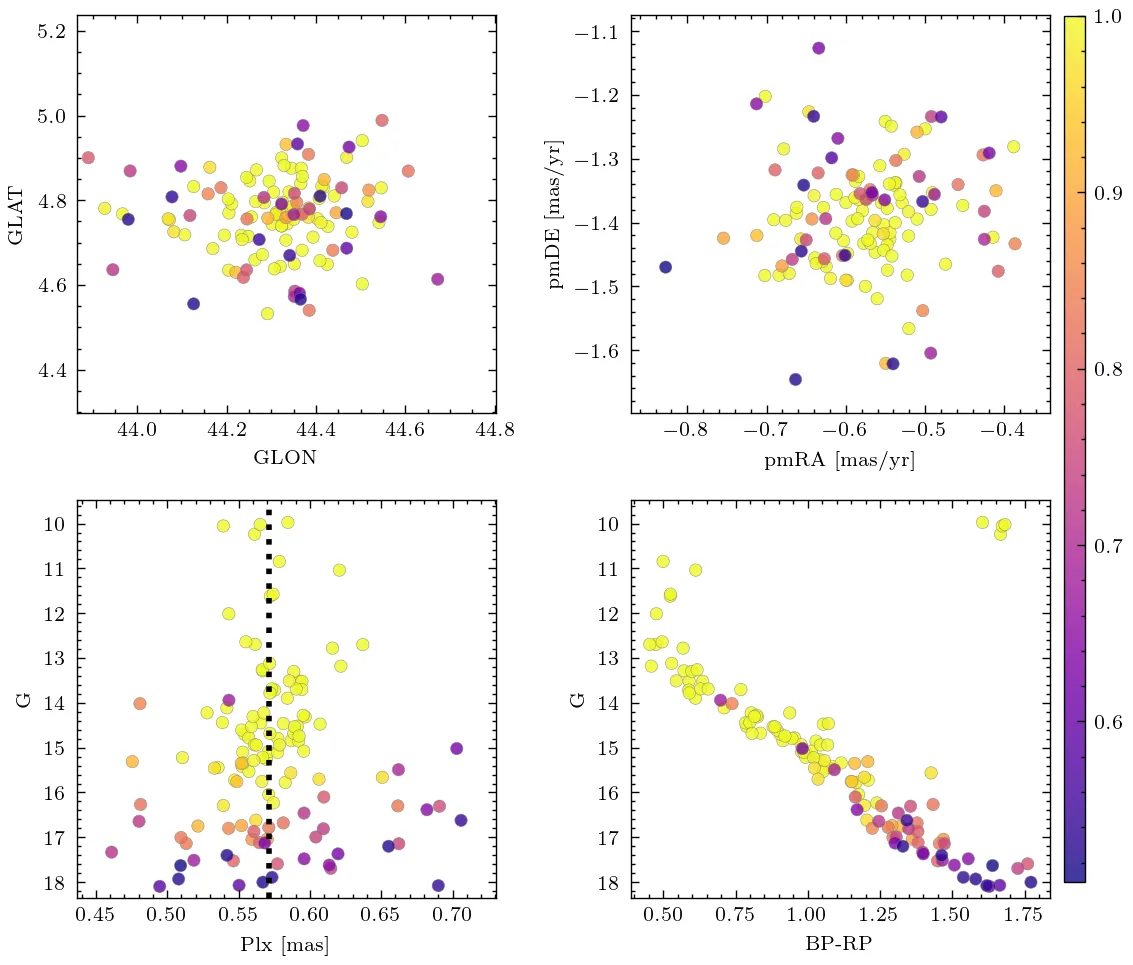 5.2
5.0
4.8
4.6
4.4
GLAT
44.0 44.2 44.4 44.6 44.8
GLON
−1.1
−1.2
−1.3
−1.4
−1.5
−1.6
pmDE [mas/yr]
−0.8 −0.7 −0.6 −0.5 −0.4
pmRA [mas/yr]
1.0
0.9
0.8
0.7
0.6
10
11
12
13
14
15
16
17
18
G
0.45 0.50 0.55 0.60 0.65 0.70
Plx [mas]
10
11
12
13
14
15
16
17
18
G
0.50 0.75 1.00 1.25 1.50 1.75
BP-RP